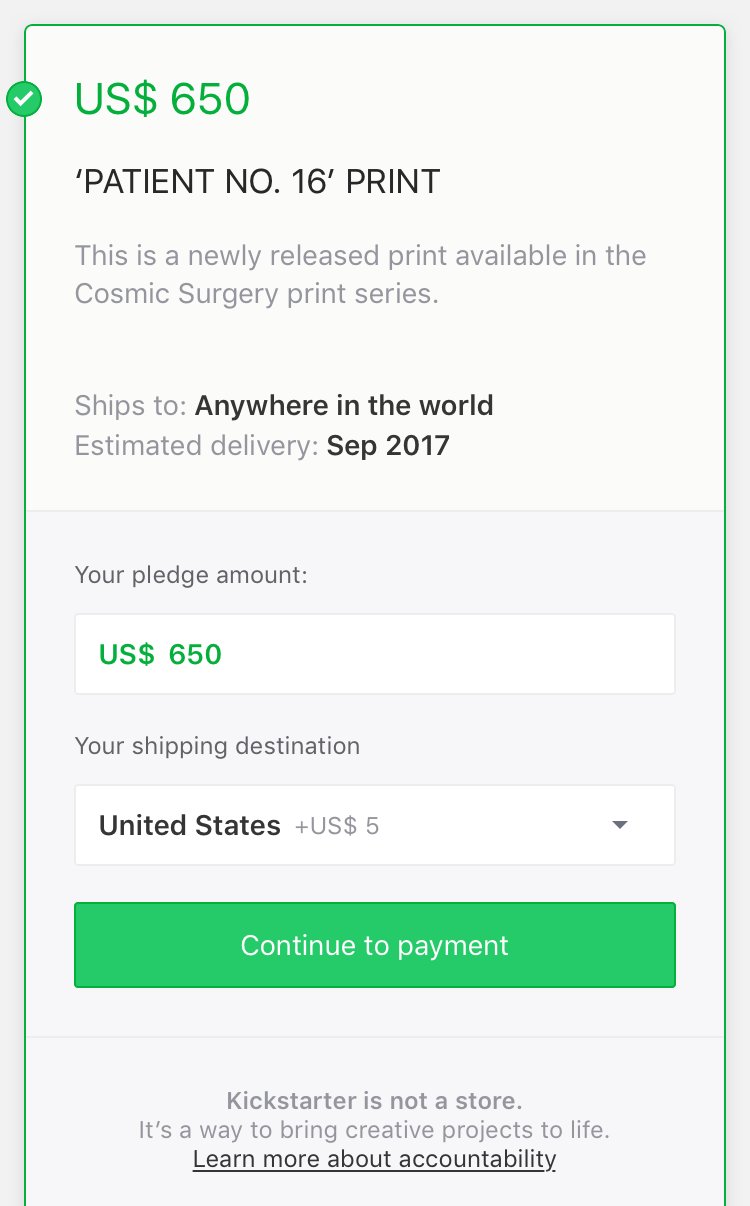 US$ 650
‘PATIENT NO. 16’ PRINT
This is a newly released print available in the
Cosmic Surgery print series.
Ships to: Anywhere in the world
Estimated delivery: Sep 2017
Your pledge amount:
US$ 650
Your shipping destination
United States +US$ 5
Continue to payment
Kickstarter is not a store.
It’s a way to bring creative projects to life.
Learn more about accountability